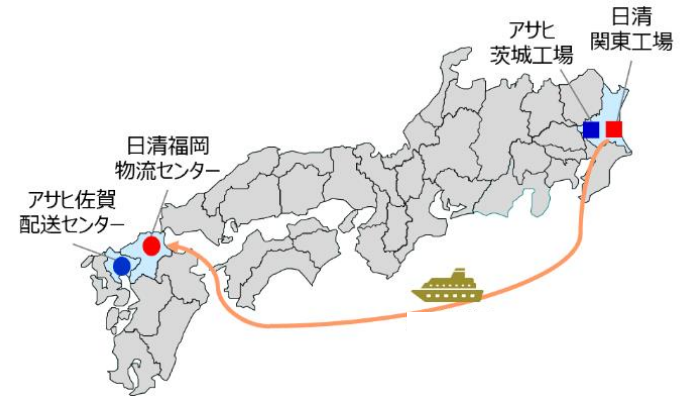 アサヒ
茨城工場
日清
関東工場
日清福岡
物流センター
アサヒ佐賀
配送センター